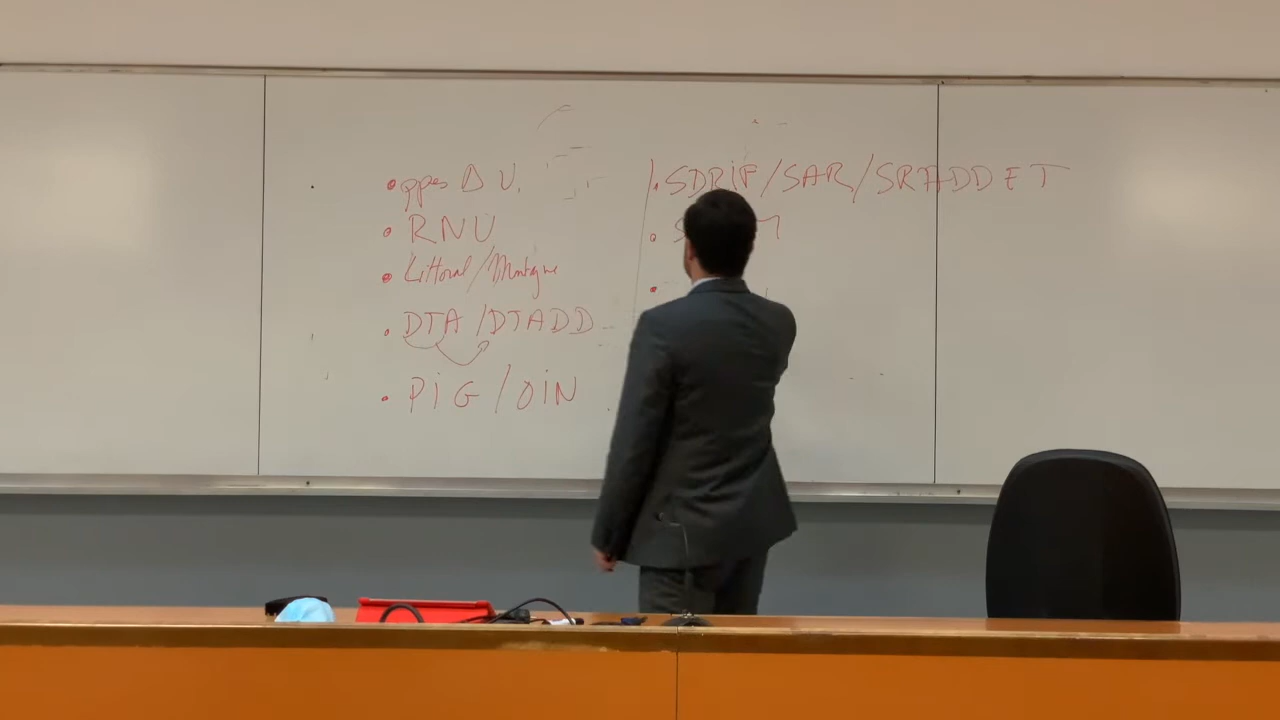 • ppes Δ U.
• RNU
• Littoral/Montagne
• DTA/DTADD
• PiG/OiN
• SDRiF/SAR/SRADDET